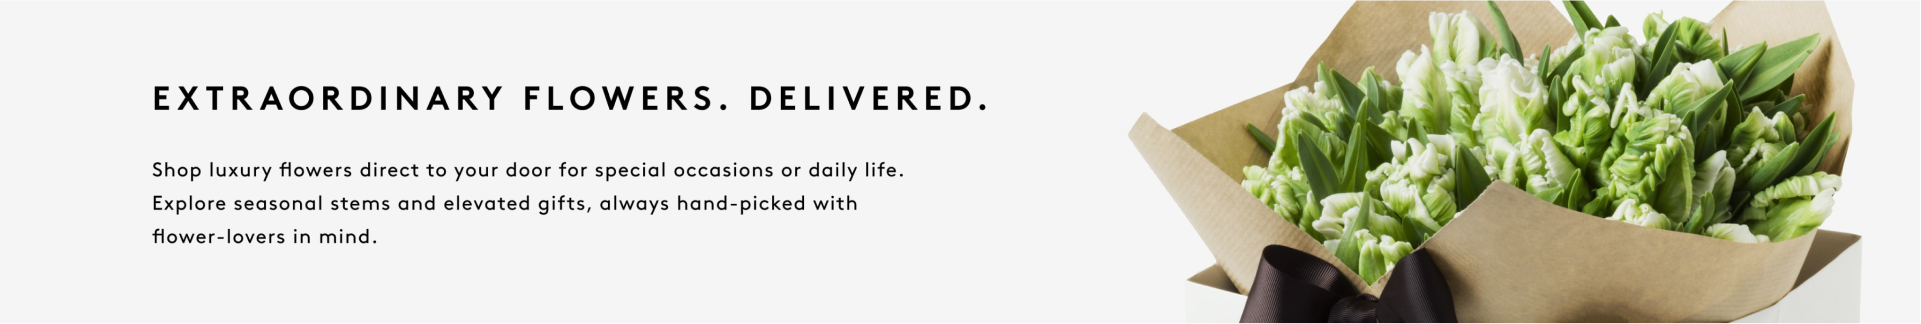 EXTRAORDINARY FLOWERS. DELIVERED.
Shop luxury flowers direct to your door for special occasions or daily life.
Explore seasonal stems and elevated gifts, always hand-picked with
flower-lovers in mind.